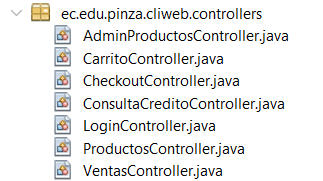 ec.edu.pinza.cliweb.controllers
AdminProductosController.java
CarritoController.java
CheckoutController.java
ConsultaCreditoController.java
LoginController.java
ProductosController.java
VentasController.java